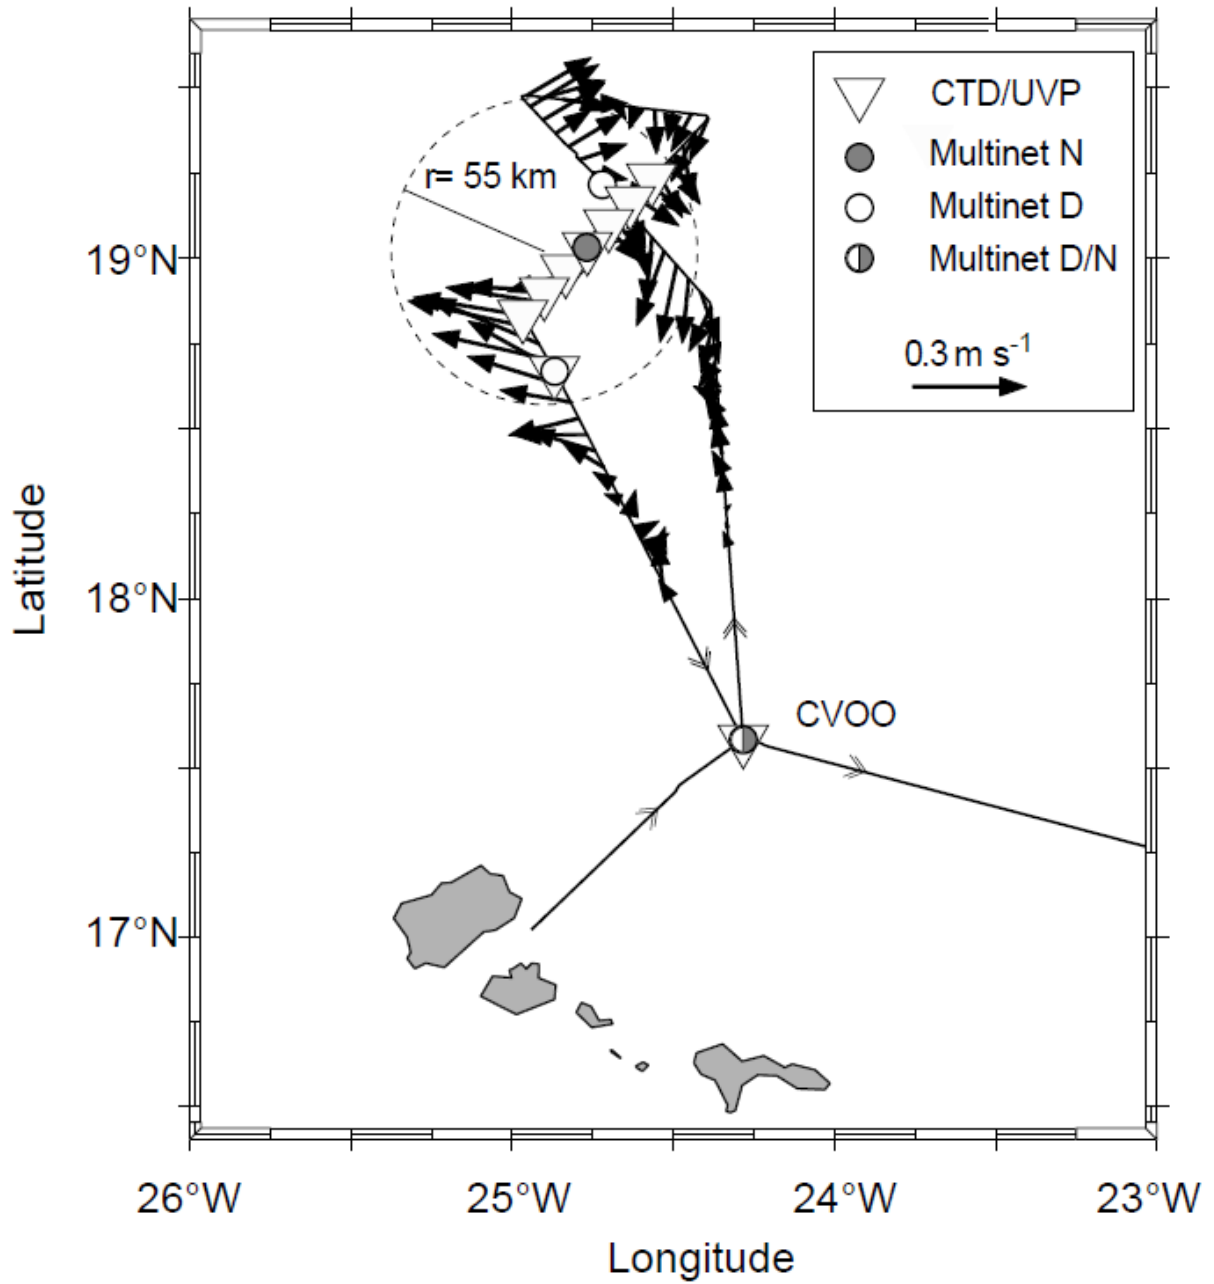 CTD/UVP
Multinet N
Multinet D
Multinet D/N
0.3 m s-1
r= 55 km
19°N
18°N
17°N
CVOO
Latitude
26°W 25°W 24°W 23°W
Longitude